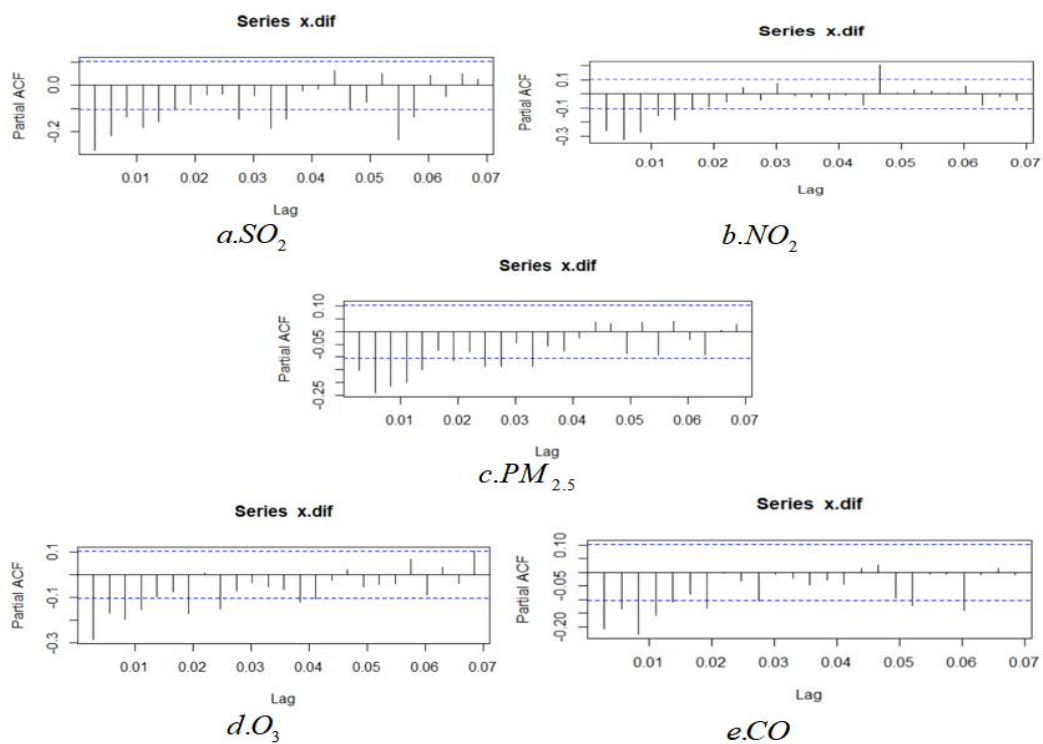 Series x.dif
Partial ACF
0.0
-0.2
0.01 0.02 0.03 0.04 0.05 0.06 0.07
Lag
a.SO2
Series x.dif
Partial ACF
0.1
-0.1
-0.3
0.01 0.02 0.03 0.04 0.05 0.06 0.07
Lag
b.NO2
Series x.dif
Partial ACF
0.10
-0.05
-0.25
0.01 0.02 0.03 0.04 0.05 0.06 0.07
Lag
c.PM2.5
Series x.dif
Partial ACF
0.1
-0.1
-0.3
0.01 0.02 0.03 0.04 0.05 0.06 0.07
Lag
d.O3
Series x.dif
Partial ACF
0.10
-0.05
-0.20
0.01 0.02 0.03 0.04 0.05 0.06 0.07
Lag
e.CO